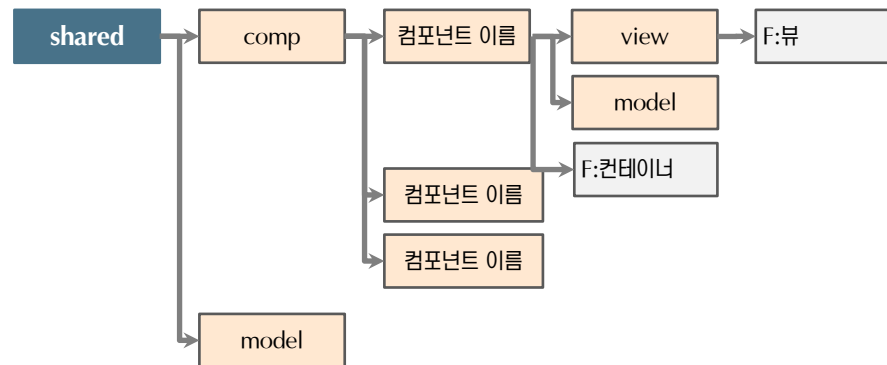 shared
comp
컴포넌트 이름
view
F:뷰
model
F:컨테이너
컴포넌트 이름
컴포넌트 이름
model